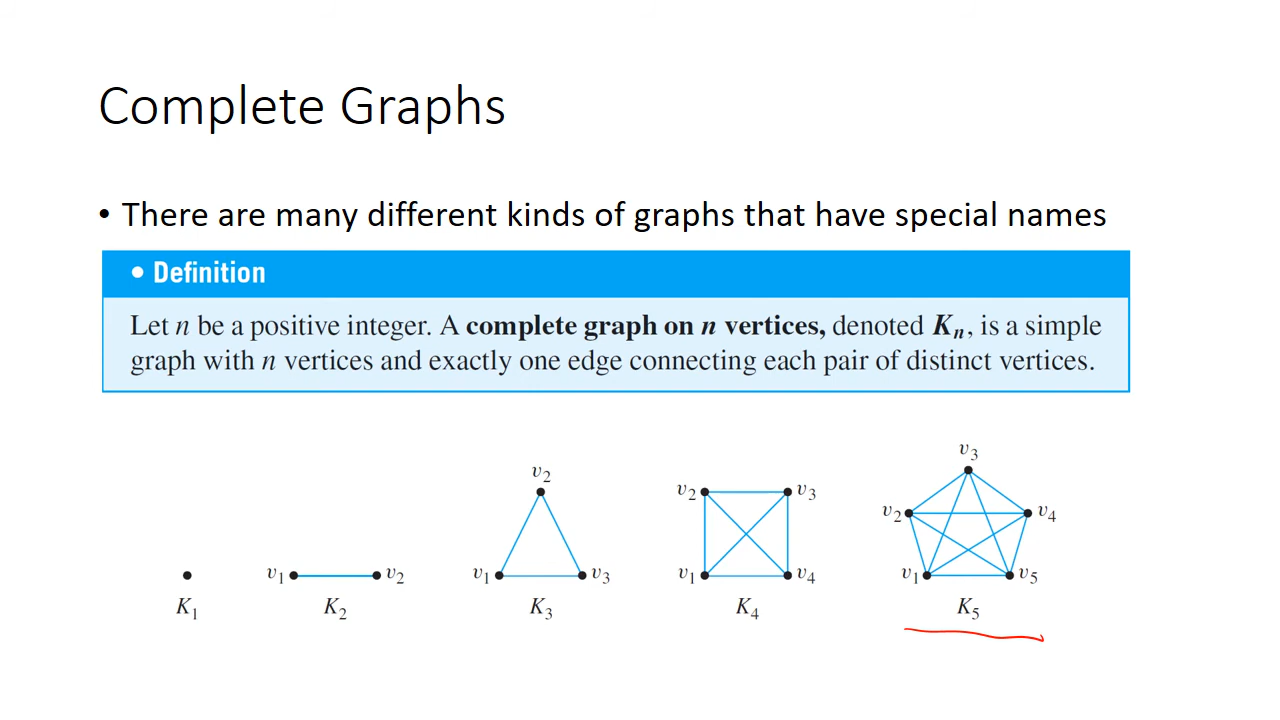 Complete Graphs
• There are many different kinds of graphs that have special names
• Definition
Let n be a positive integer. A complete graph on n vertices, denoted Kₙ, is a simple
graph with n vertices and exactly one edge connecting each pair of distinct vertices.
K₁
v₁ v₂
K₂
v₂
v₁ v₃
K₃
v₂ v₃
v₁ v₄
K₄
v₃
v₂ v₄
v₁ v₅
K₅